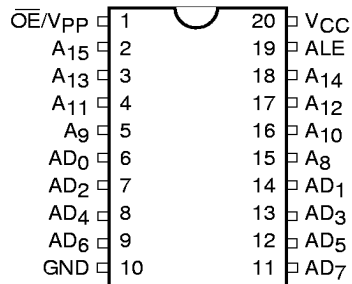 OE/VPP 1 20 VCC
A15 2 19 ALE
A13 3 18 A14
A11 4 17 A12
A9 5 16 A10
AD0 6 15 A8
AD2 7 14 AD1
AD4 8 13 AD3
AD6 9 12 AD5
GND 10 11 AD7